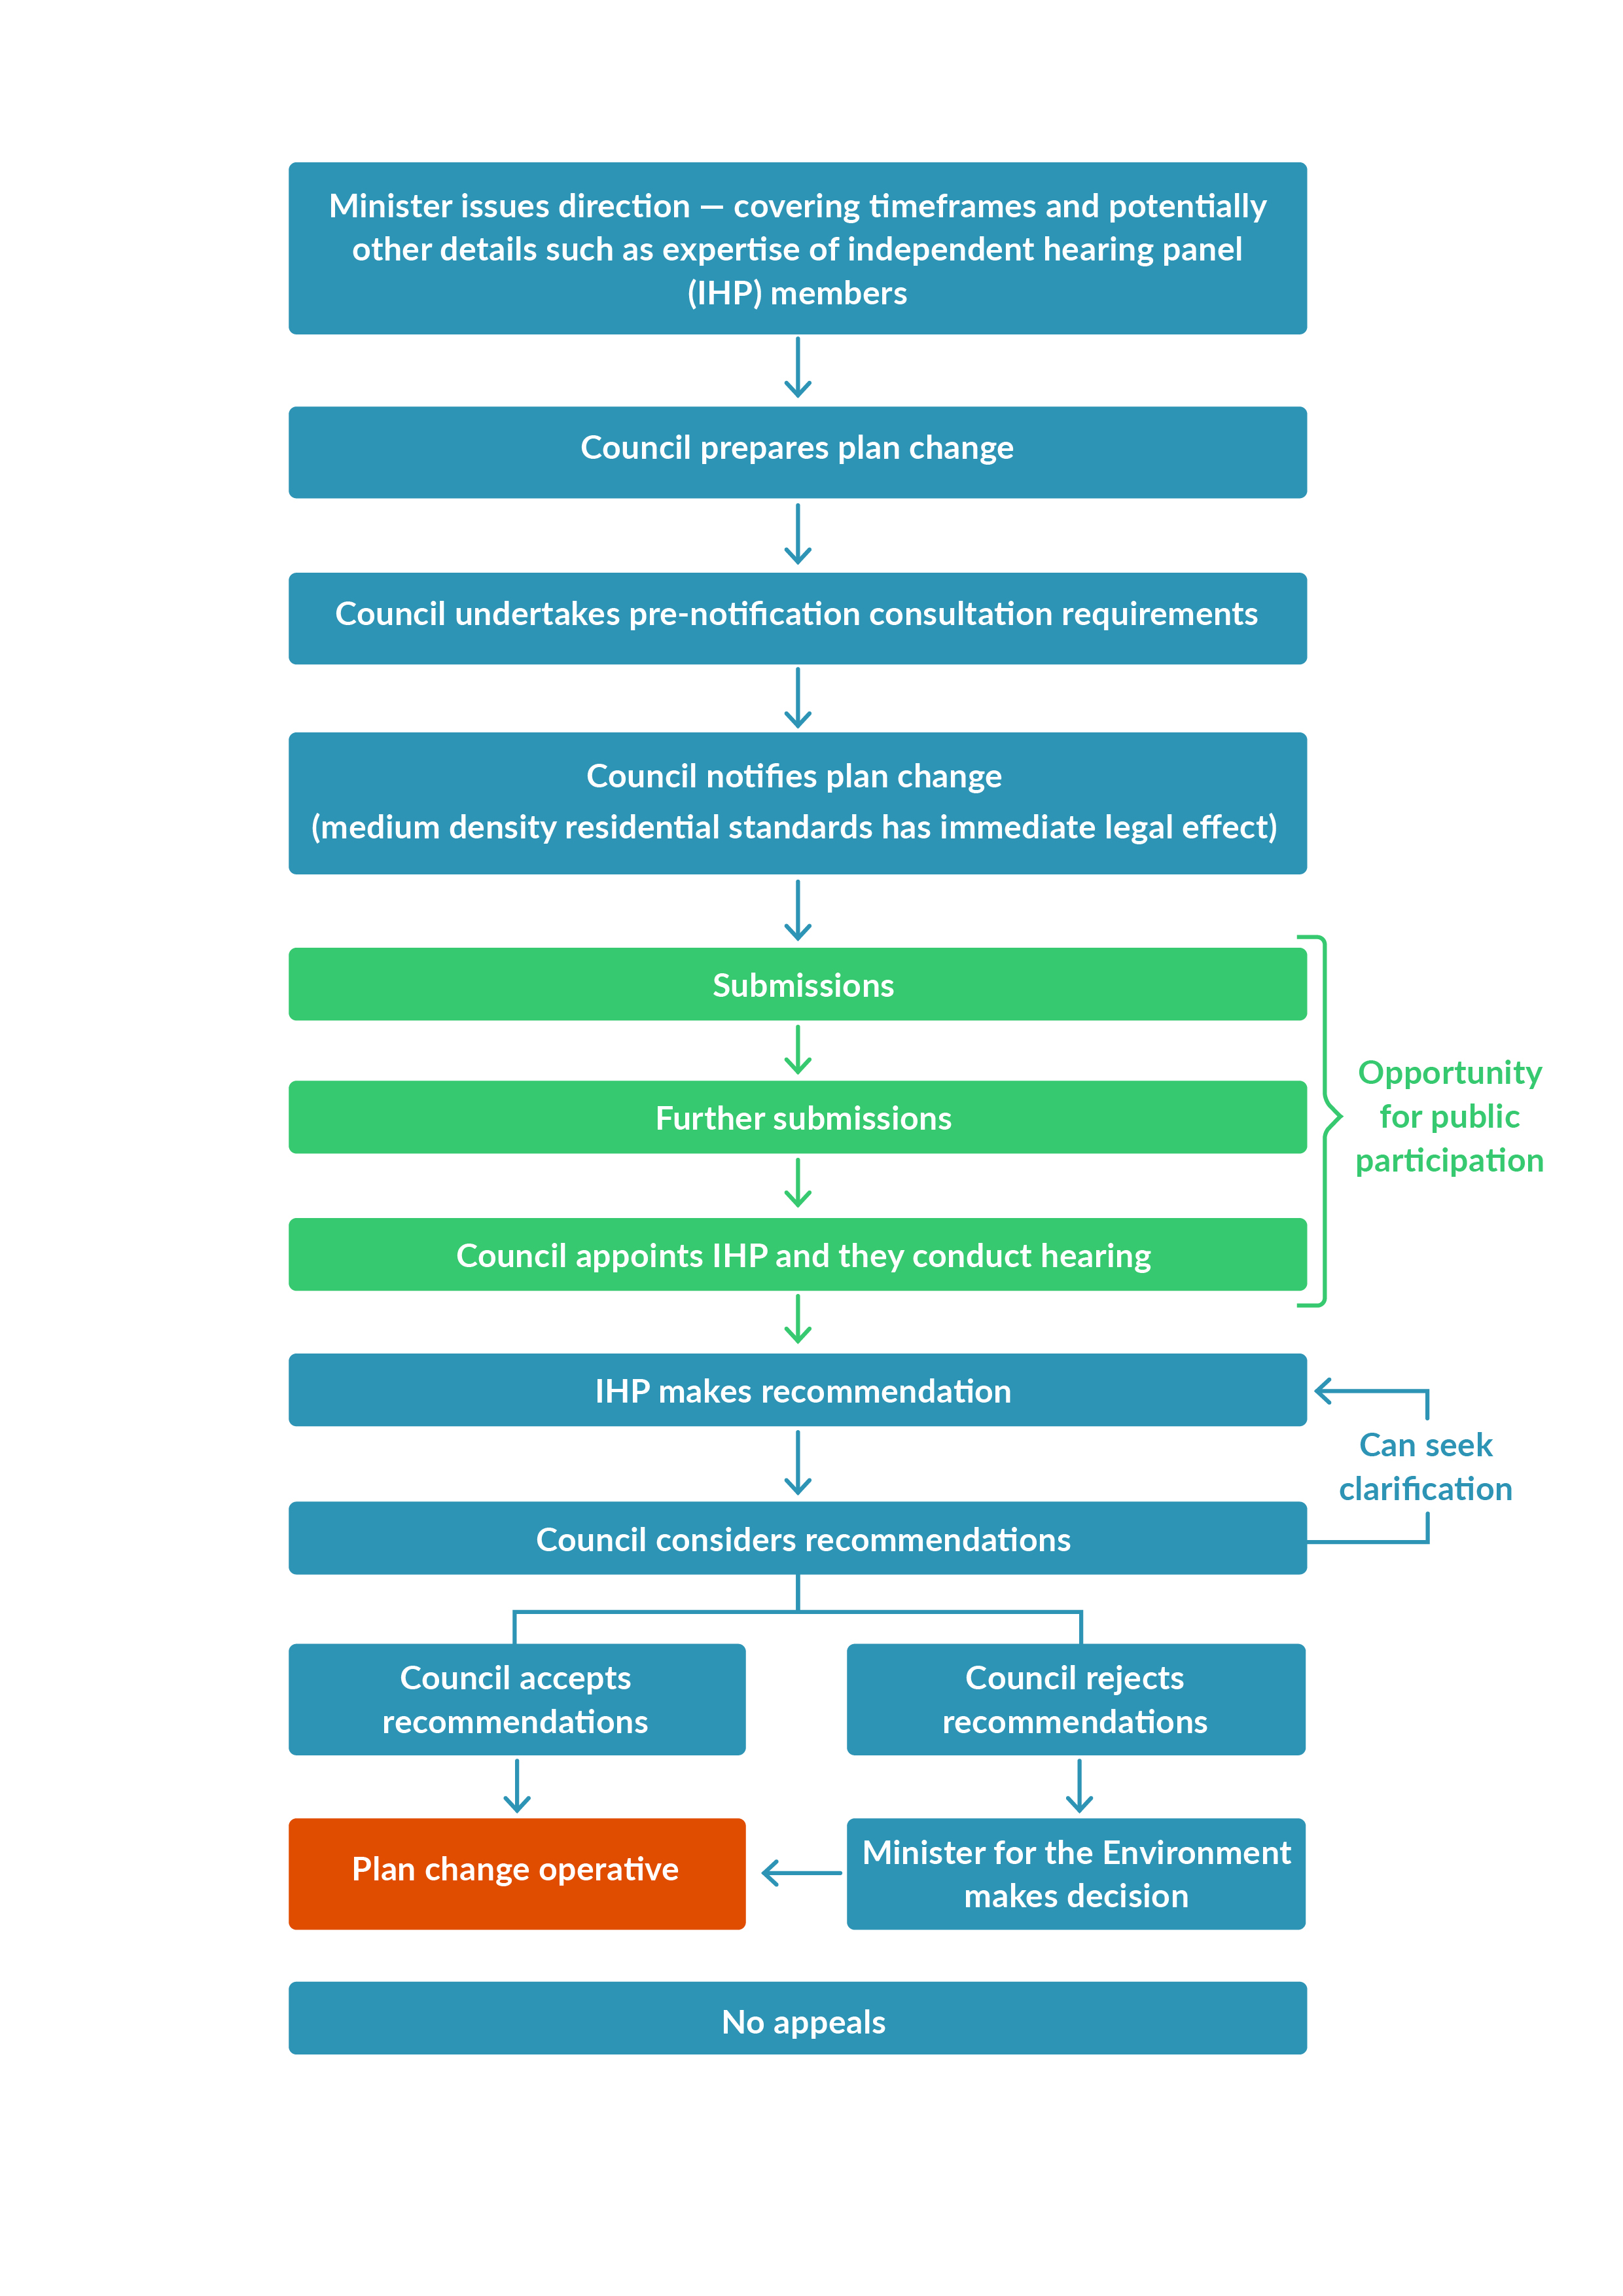 Minister issues direction — covering timeframes and potentially
other details such as expertise of independent hearing panel
(IHP) members
Council prepares plan change
Council undertakes pre-notification consultation requirements
Council notifies plan change
(medium density residential standards has immediate legal effect)
Submissions
Further submissions
Council appoints IHP and they conduct hearing
Opportunity
for public
participation
IHP makes recommendation
Can seek
clarification
Council considers recommendations
Council accepts
recommendations
Council rejects
recommendations
Plan change operative
Minister for the Environment
makes decision
No appeals